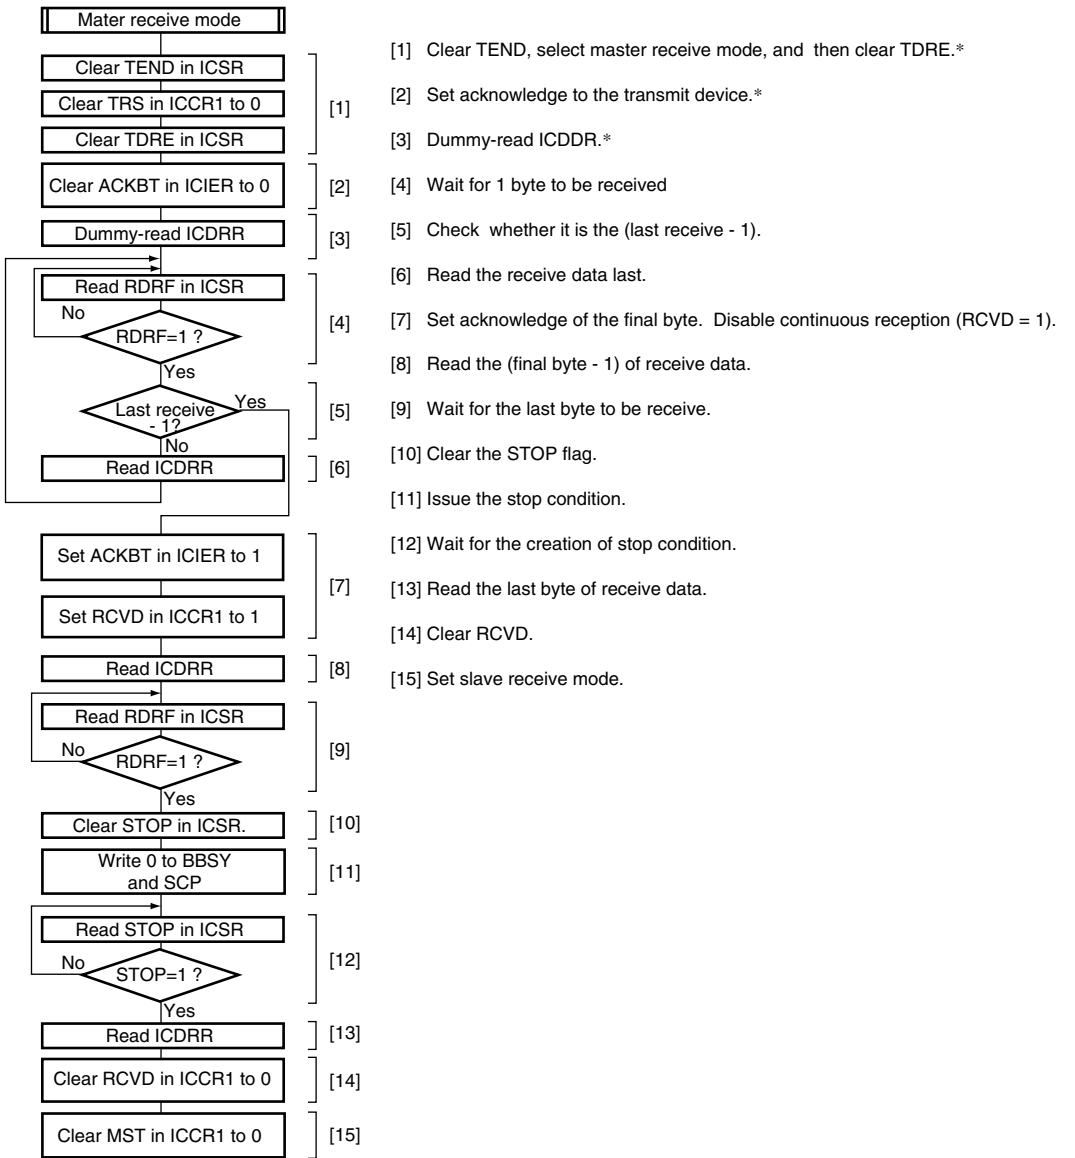 Mater receive mode
Clear TEND in ICSR
Clear TRS in ICCR1 to 0
Clear TDRE in ICSR
[1]
Clear ACKBT in ICIER to 0
[2]
Dummy-read ICDRR
[3]
Read RDRF in ICSR
No
RDRF=1 ?
[4]
Yes
Last receive
- 1?
Yes
[5]
No
Read ICDRR
[6]
Set ACKBT in ICIER to 1
[7]
Set RCVD in ICCR1 to 1
Read ICDRR
[8]
Read RDRF in ICSR
No
RDRF=1 ?
[9]
Yes
Clear STOP in ICSR.
[10]
Write 0 to BBSY
and SCP
[11]
Read STOP in ICSR
No
STOP=1 ?
[12]
Yes
Read ICDRR
[13]
Clear RCVD in ICCR1 to 0
[14]
Clear MST in ICCR1 to 0
[15]
[1] Clear TEND, select master receive mode, and then clear TDRE.*
[2] Set acknowledge to the transmit device.*
[3] Dummy-read ICDDR.*
[4] Wait for 1 byte to be received
[5] Check whether it is the (last receive - 1).
[6] Read the receive data last.
[7] Set acknowledge of the final byte. Disable continuous reception (RCVD = 1).
[8] Read the (final byte - 1) of receive data.
[9] Wait for the last byte to be receive.
[10] Clear the STOP flag.
[11] Issue the stop condition.
[12] Wait for the creation of stop condition.
[13] Read the last byte of receive data.
[14] Clear RCVD.
[15] Set slave receive mode.